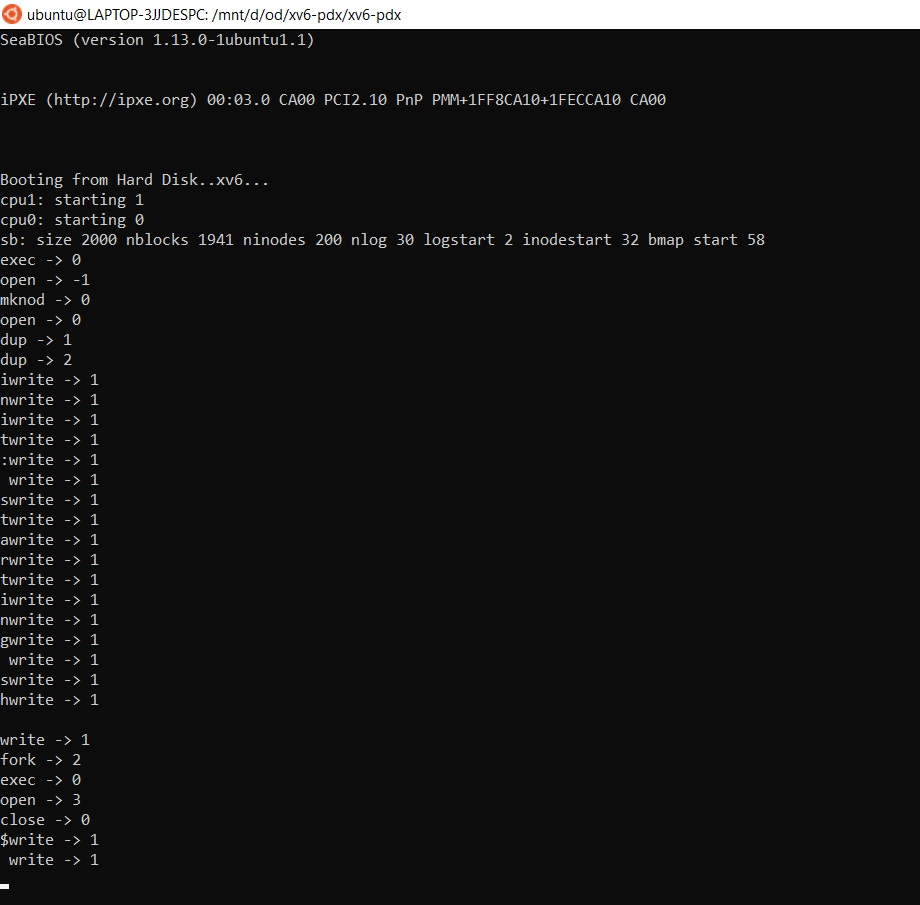 ubuntu@LAPTOP-3JJDESPC: /mnt/d/od/xv6-pdx/xv6-pdx
SeaBIOS (version 1.13.0-1ubuntu1.1)
iPXE (http://ipxe.org) 00:03.0 CA00 PCI2.10 PnP PMM+1FF8CA10+1FECCA10 CA00
Booting from Hard Disk..xv6...
cpu1: starting 1
cpu0: starting 0
sb: size 2000 nblocks 1941 ninodes 200 nlog 30 logstart 2 inodestart 32 bmap start 58
exec -> 0
open -> -1
mknod -> 0
open -> 0
dup -> 1
dup -> 2
iwrite -> 1
nwrite -> 1
iwrite -> 1
twrite -> 1
:write -> 1
 write -> 1
swrite -> 1
twrite -> 1
awrite -> 1
rwrite -> 1
twrite -> 1
iwrite -> 1
nwrite -> 1
gwrite -> 1
 write -> 1
swrite -> 1
hwrite -> 1
write -> 1
fork -> 2
exec -> 0
open -> 3
close -> 0
$write -> 1
 write -> 1